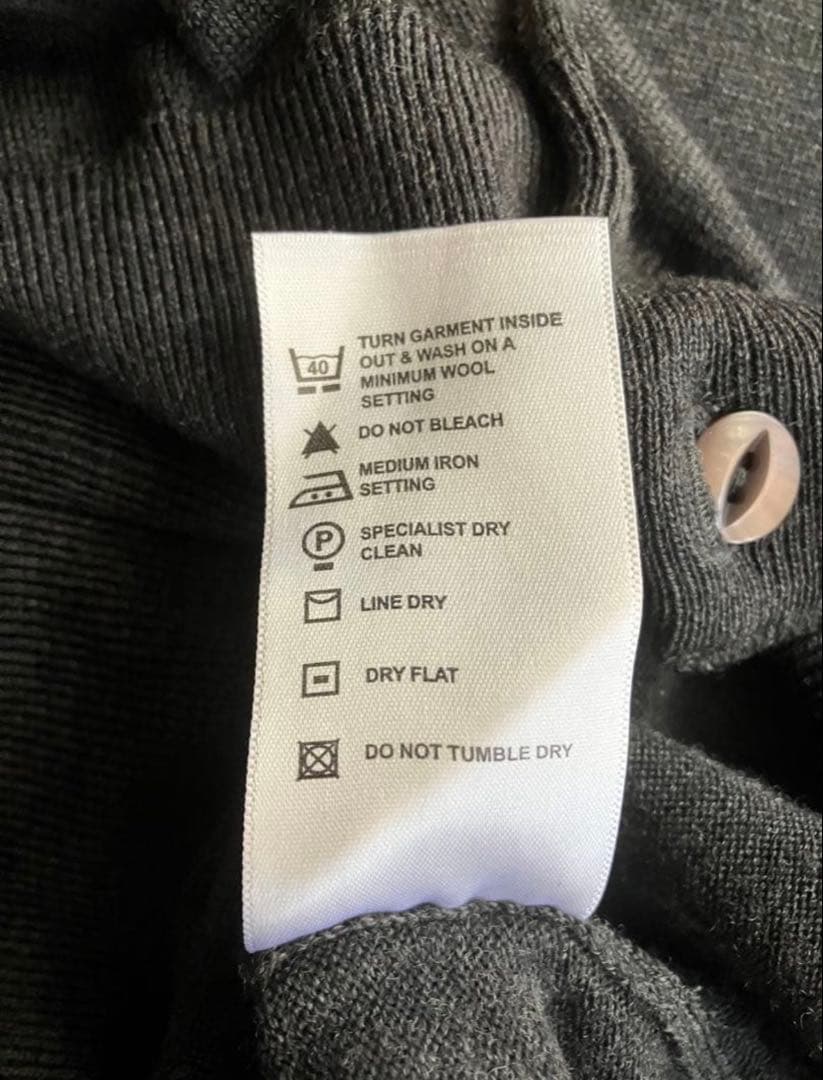 40
TURN GARMENT INSIDE
OUT & WASH ON A
MINIMUM WOOL
SETTING
DO NOT BLEACH
MEDIUM IRON
SETTING
P
SPECIALIST DRY
CLEAN
LINE DRY
DRY FLAT
DO NOT TUMBLE DRY